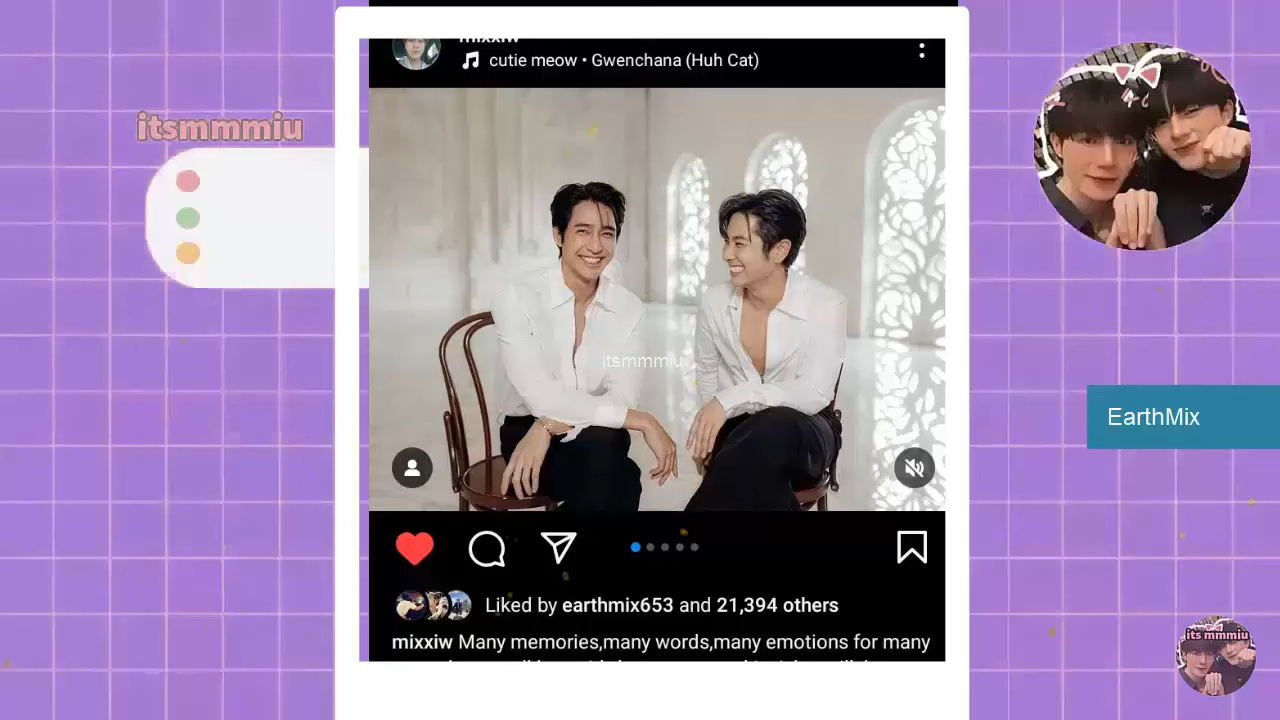 mixxiw
cutie meow • Gwenchana (Huh Cat)
itsmmmiu
itsmmmiu
EarthMix
Liked by earthmix653 and 21,394 others
mixxiw Many memories,many words,many emotions for many
its mmmiu